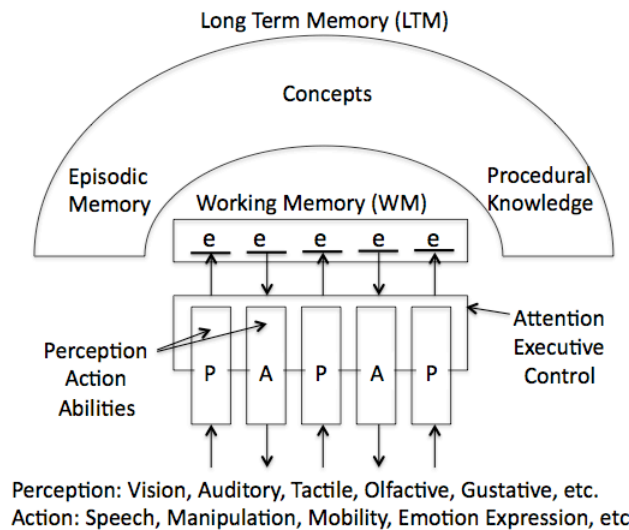 Long Term Memory (LTM)
Concepts
Episodic
Memory
Procedural
Knowledge
Working Memory (WM)
e e e e e
Perception
Action
Abilities
P A P A P
Attention
Executive
Control
Perception: Vision, Auditory, Tactile, Olfactive, Gustative, etc.
Action: Speech, Manipulation, Mobility, Emotion Expression, etc